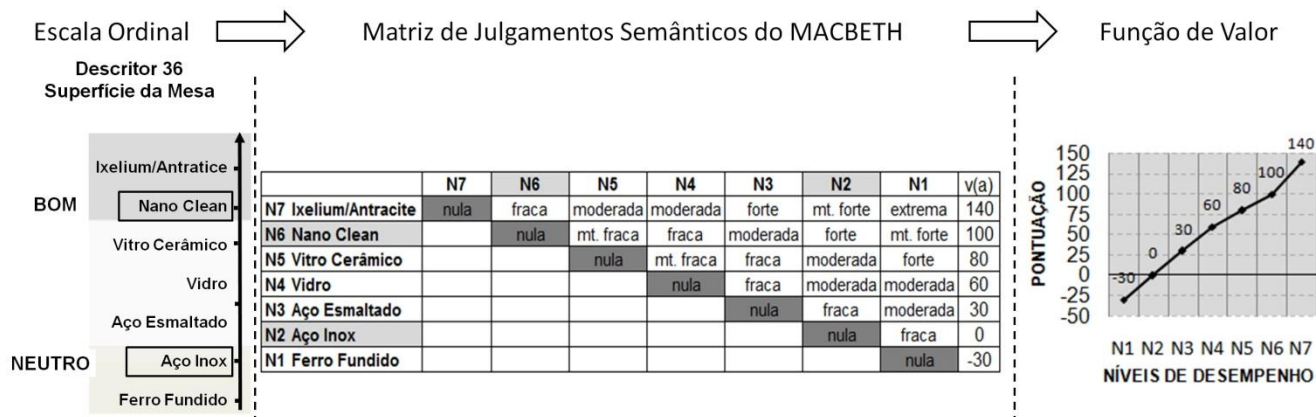 Escala Ordinal
Matriz de Julgamentos Semânticos do MACBETH
Função de Valor
Descritor 36
Superfície da Mesa
Ixelium/Antratice
BOM
Nano Clean
Vitro Cerâmico
Vidro
Aço Esmaltado
NEUTRO
Aço Inox
Ferro Fundido
N7 N6 N5 N4 N3 N2 N1 v(a)
N7 Ixelium/Antracite nula fraca moderada moderada forte mt. forte extrema 140
N6 Nano Clean nula mt. fraca fraca moderada forte mt. forte 100
N5 Vitro Cerâmico nula mt. fraca fraca moderada forte 80
N4 Vidro nula fraca moderada moderada 60
N3 Aço Esmaltado nula fraca moderada 30
N2 Aço Inox nula fraca 0
N1 Ferro Fundido nula -30
PONTUAÇÃO
150
125
100
75
50
25
0
-25
-50
-30
0
30
60
80
100
140
N1 N2 N3 N4 N5 N6 N7
NÍVEIS DE DESEMPENHO